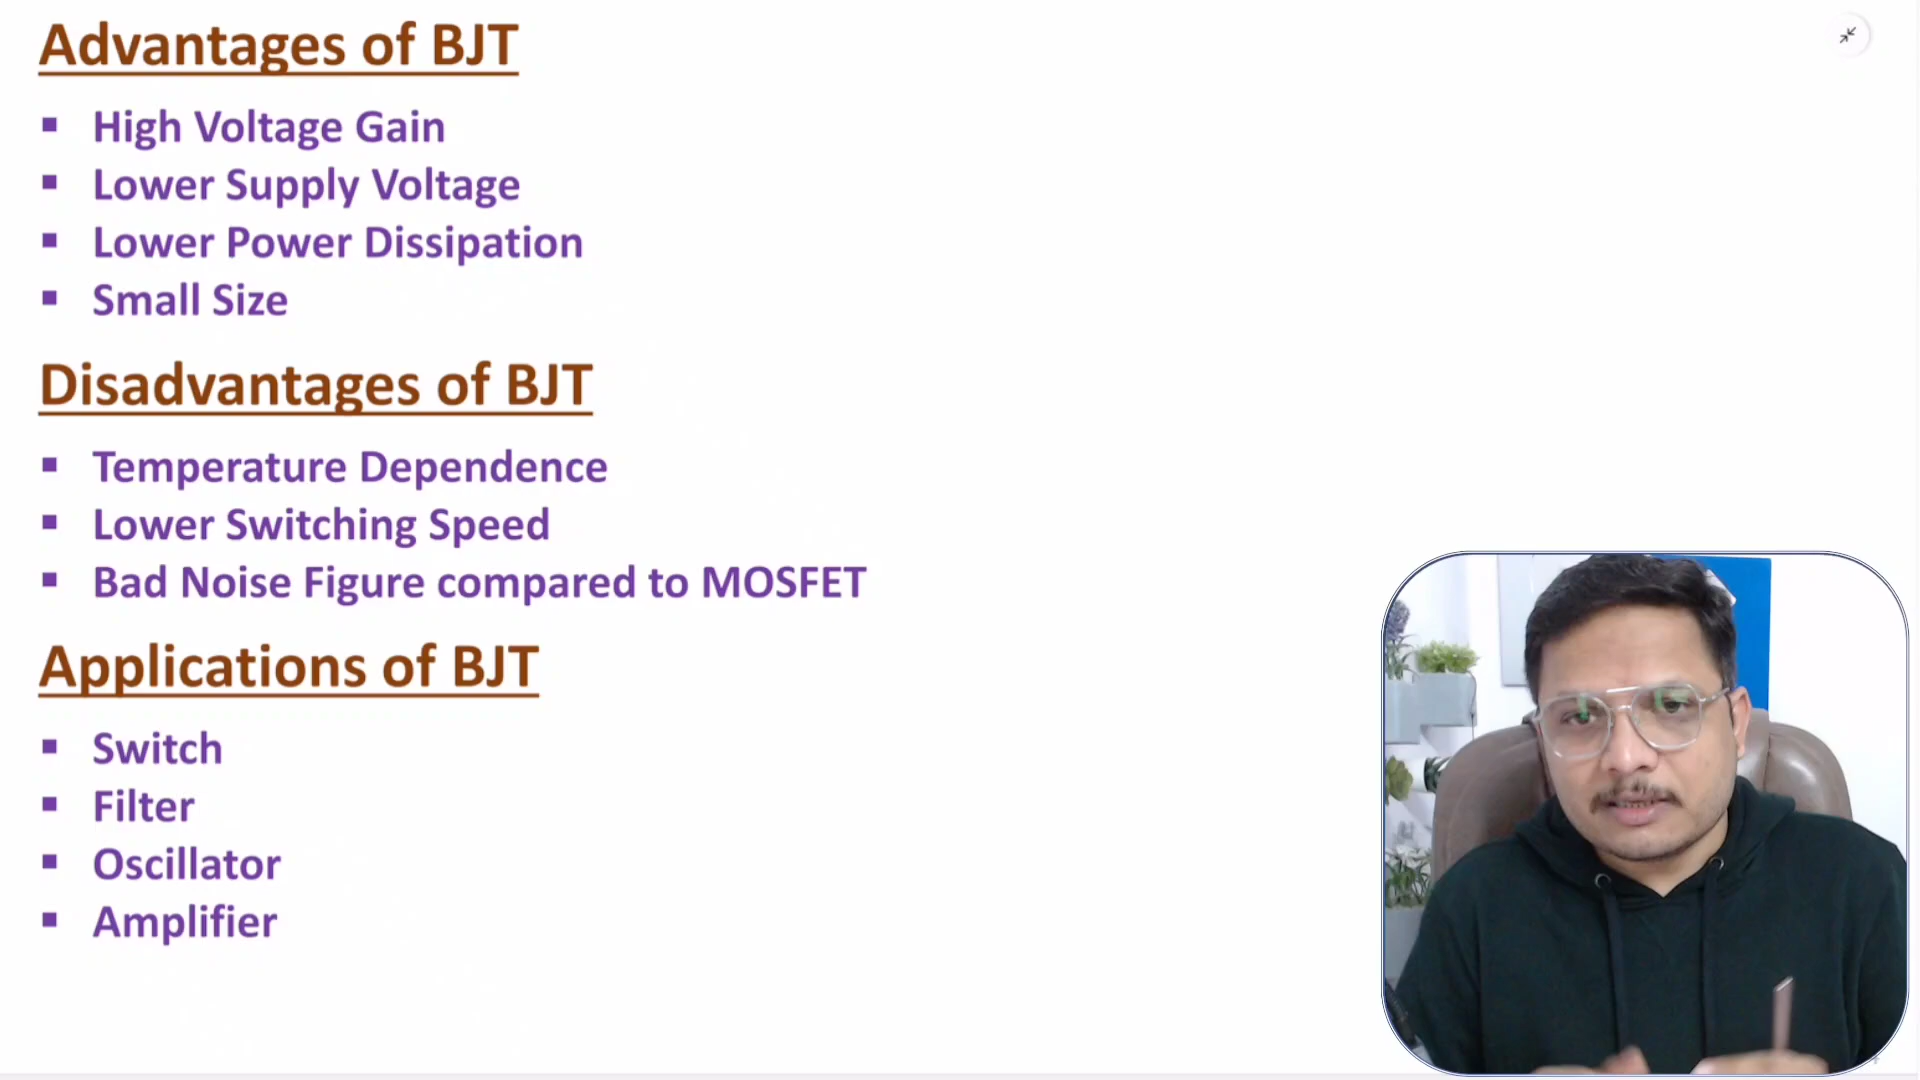 Advantages of BJT
▪ High Voltage Gain
▪ Lower Supply Voltage
▪ Lower Power Dissipation
▪ Small Size
Disadvantages of BJT
▪ Temperature Dependence
▪ Lower Switching Speed
▪ Bad Noise Figure compared to MOSFET
Applications of BJT
▪ Switch
▪ Filter
▪ Oscillator
▪ Amplifier